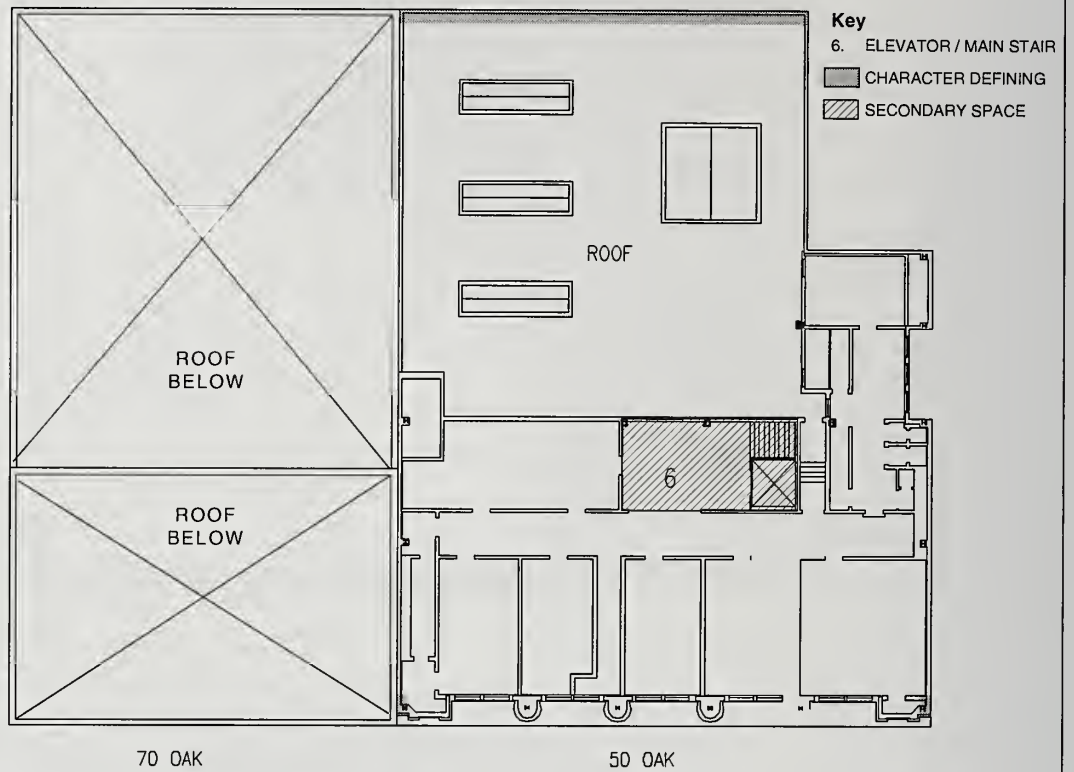 Key
6. ELEVATOR / MAIN STAIR
CHARACTER DEFINING
SECONDARY SPACE
ROOF
ROOF
BELOW
6
ROOF
BELOW
70 OAK
50 OAK